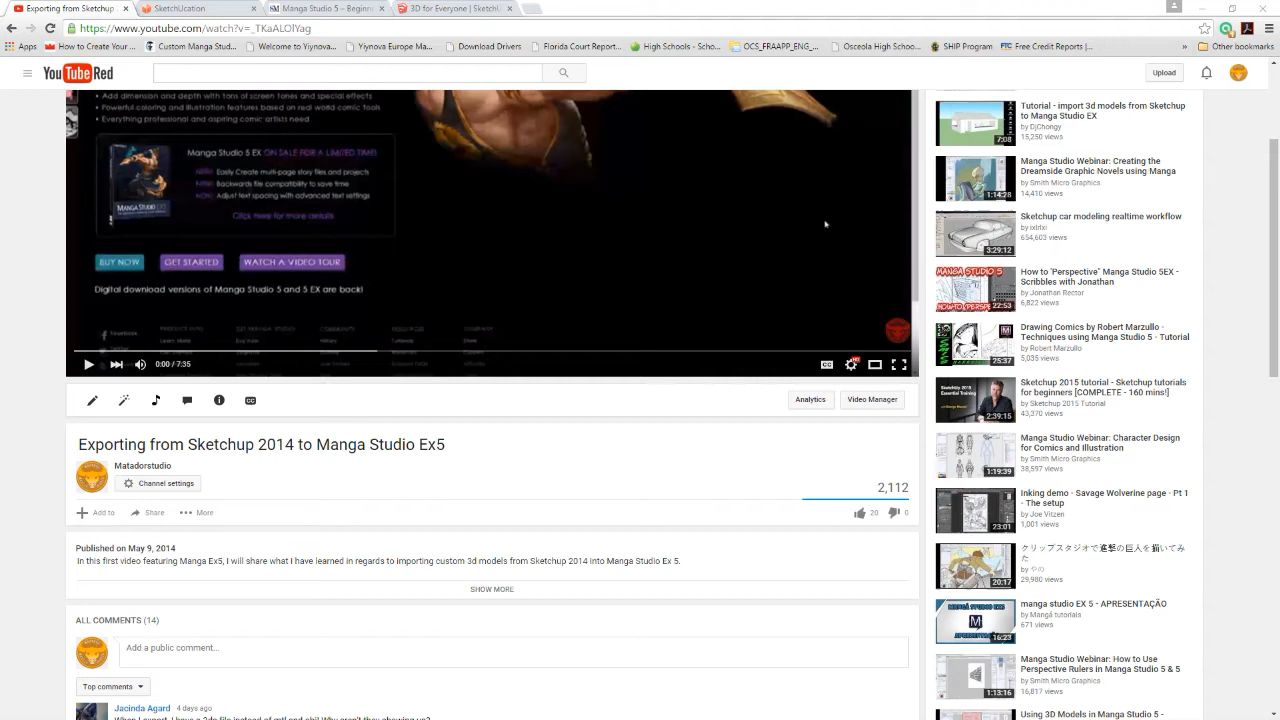 Exporting from Sketchup
SketchUcation
Manga Studio 5 – Beginn
3D for Everyone | SketchU
https://www.youtube.com/watch?v=_TKaALOlYag
Apps
How to Create Your ...
Custom Manga Stud...
Welcome to Yiynova...
Yiynova Europe Ma...
Download Drivers
Florida Court Report...
High Schools - Scho...
OCS_FRAAPP_ENG_...
Osceola High Schoo...
SHIP Program
FTC Free Credit Reports |...
»
Other bookmarks
YouTube Red
Upload
• Add dimension and depth with tons of screen tones and special effects
• Powerful coloring and illustration features based on real world comic tools
• Everything professional and aspiring comic artists need
Manga Studio 5 EX ON SALE FOR A LIMITED TIME!
Easily Create multi-page story files and projects
Backwards file compatibility to save time
Adjust text spacing with advanced text settings
Click here for more details
MANGA STUDIO EX5
BUY NOW
GET STARTED
WATCH A VIDEO TOUR
Digital download versions of Manga Studio 5 and 5 EX are back!
0:00 / 7:35
CC
HD
CC
Analytics
Video Manager
Exporting from Sketchup 2014 to Manga Studio Ex5
Matadorstudio
Channel settings
2,112
Add to
Share
More
20
0
Published on May 9, 2014
In this first video featuring Manga Ex5, I will share what I have learned in regards to importing custom 3d models from Sketchup 2014 into Manga Studio Ex 5.
SHOW MORE
ALL COMMENTS (14)
Add a public comment...
Top comments
Jacinda Agard 4 days ago
Tutorial - import 3d models from Sketchup
to Manga Studio EX
by DjChongy
15,250 views
7:08
Manga Studio Webinar: Creating the
Dreamside Graphic Novels using Manga
by Smith Micro Graphics
14,410 views
1:14:28
Sketchup car modeling realtime workflow
by ixlrlxi
654,603 views
3:29:12
How to "Perspective" Manga Studio 5EX -
Scribbles with Jonathan
by Jonathan Rector
6,822 views
MANGA STUDIO 5
22:53
Drawing Comics by Robert Marzullo -
Techniques using Manga Studio 5 - Tutorial
by Robert Marzullo
5,035 views
25:37
Sketchup 2015 tutorial - Sketchup tutorials
for beginners [COMPLETE - 160 mins!]
by Sketchup 2015 Tutorial
43,370 views
2:39:15
Manga Studio Webinar: Character Design
for Comics and Illustration
by Smith Micro Graphics
38,597 views
1:19:39
Inking demo - Savage Wolverine page - Pt 1
- The setup
by Joe Vitzen
1,001 views
23:01
クリップスタジオで進撃の巨人を描いてみ
た
by やの
29,980 views
20:17
manga studio EX 5 - APRESENTAÇÃO
by Mangá tutorials
671 views
16:23
Manga Studio Webinar: How to Use
Perspective Rulers in Manga Studio 5 & 5
by Smith Micro Graphics
16,817 views
1:13:16
Using 3D Models in Manga Studio 5 -